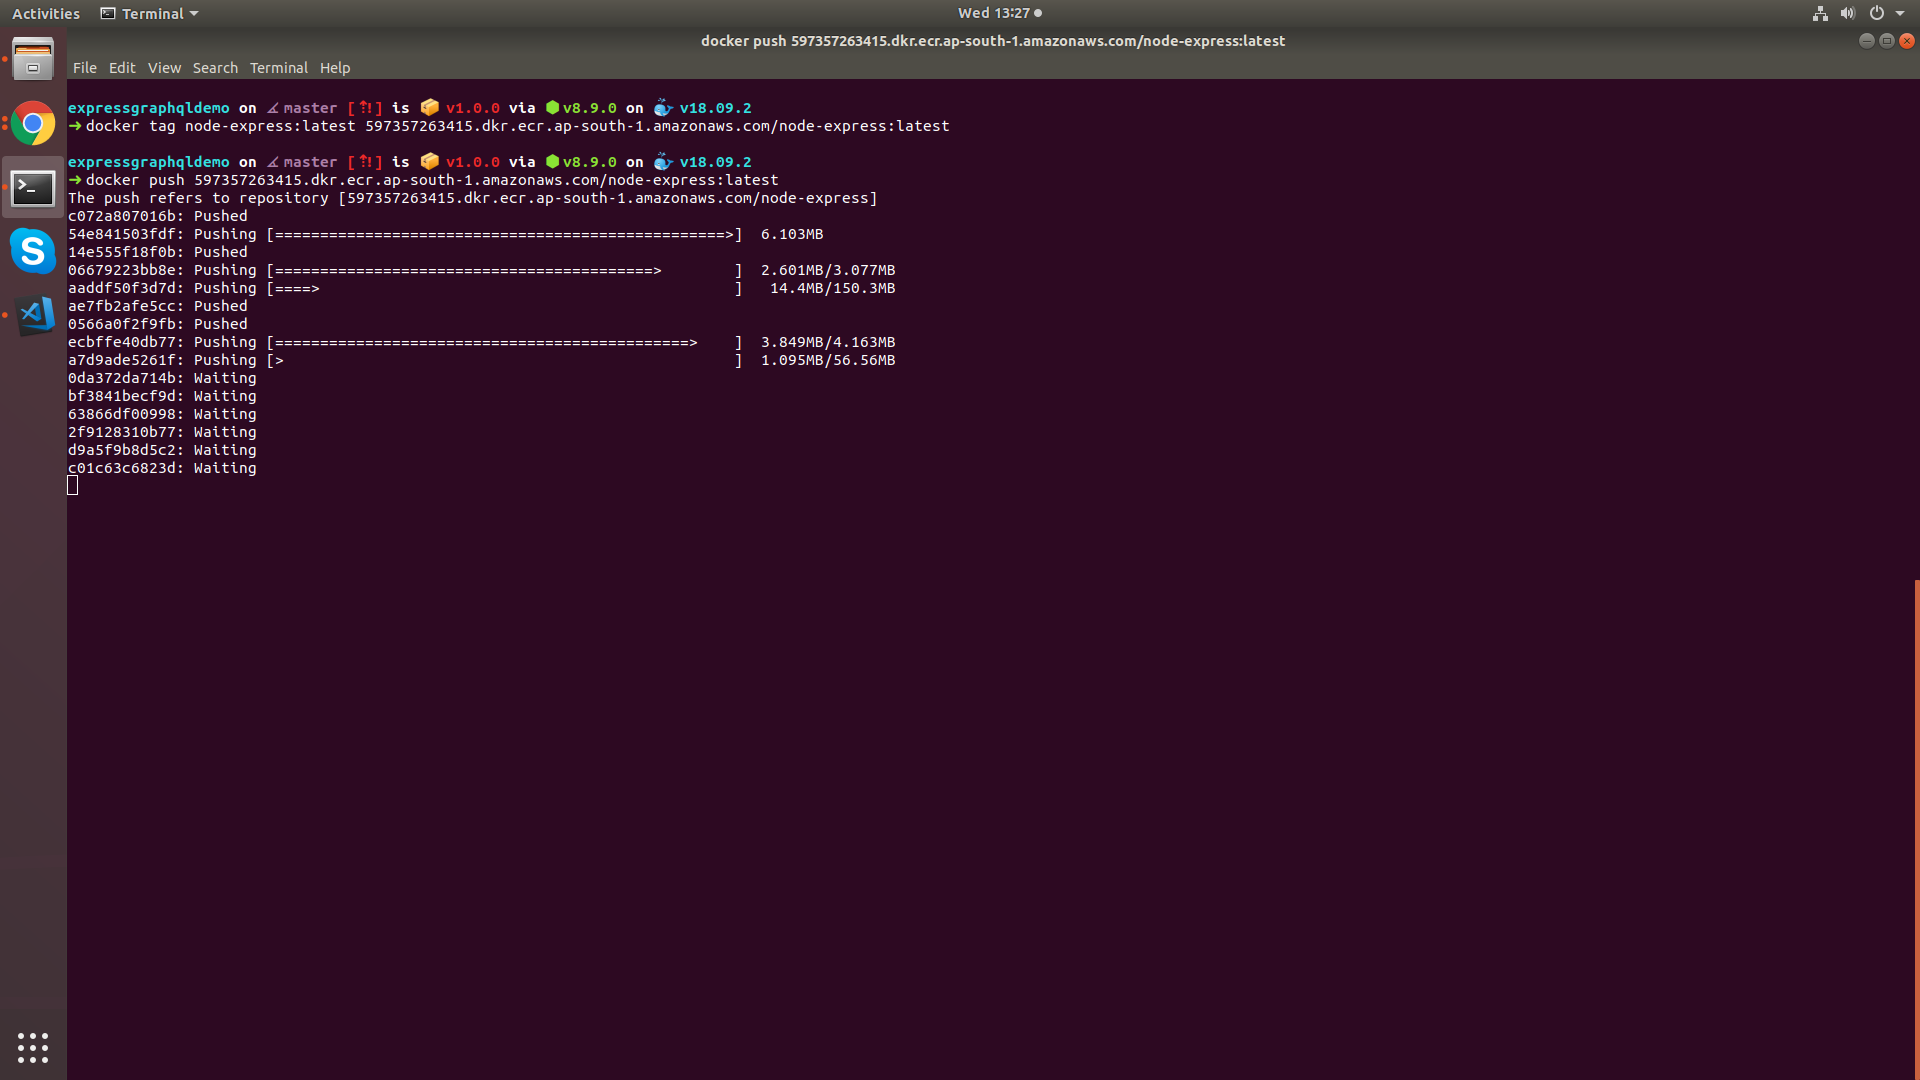 Activities Terminal Wed 13:27
docker push 597357263415.dkr.ecr.ap-south-1.amazonaws.com/node-express:latest
File Edit View Search Terminal Help
expressgraphqldemo on master [⇡!] is 📦 v1.0.0 via ⬢ v8.9.0 on 🐳 v18.09.2
➜ docker tag node-express:latest 597357263415.dkr.ecr.ap-south-1.amazonaws.com/node-express:latest
expressgraphqldemo on master [⇡!] is 📦 v1.0.0 via ⬢ v8.9.0 on 🐳 v18.09.2
➜ docker push 597357263415.dkr.ecr.ap-south-1.amazonaws.com/node-express:latest
The push refers to repository [597357263415.dkr.ecr.ap-south-1.amazonaws.com/node-express]
c072a807016b: Pushed
54e841503fdf: Pushing [==================================================>]  6.103MB
14e555f18f0b: Pushed
06679223bb8e: Pushing [==========================================>        ]  2.601MB/3.077MB
aaddf50f3d7d: Pushing [====>                                              ]   14.4MB/150.3MB
ae7fb2afe5cc: Pushed
0566a0f2f9fb: Pushed
ecbffe40db77: Pushing [==============================================>    ]  3.849MB/4.163MB
a7d9ade5261f: Pushing [>                                                  ]  1.095MB/56.56MB
0da372da714b: Waiting
bf3841becf9d: Waiting
63866df00998: Waiting
2f9128310b77: Waiting
d9a5f9b8d5c2: Waiting
c01c63c6823d: Waiting